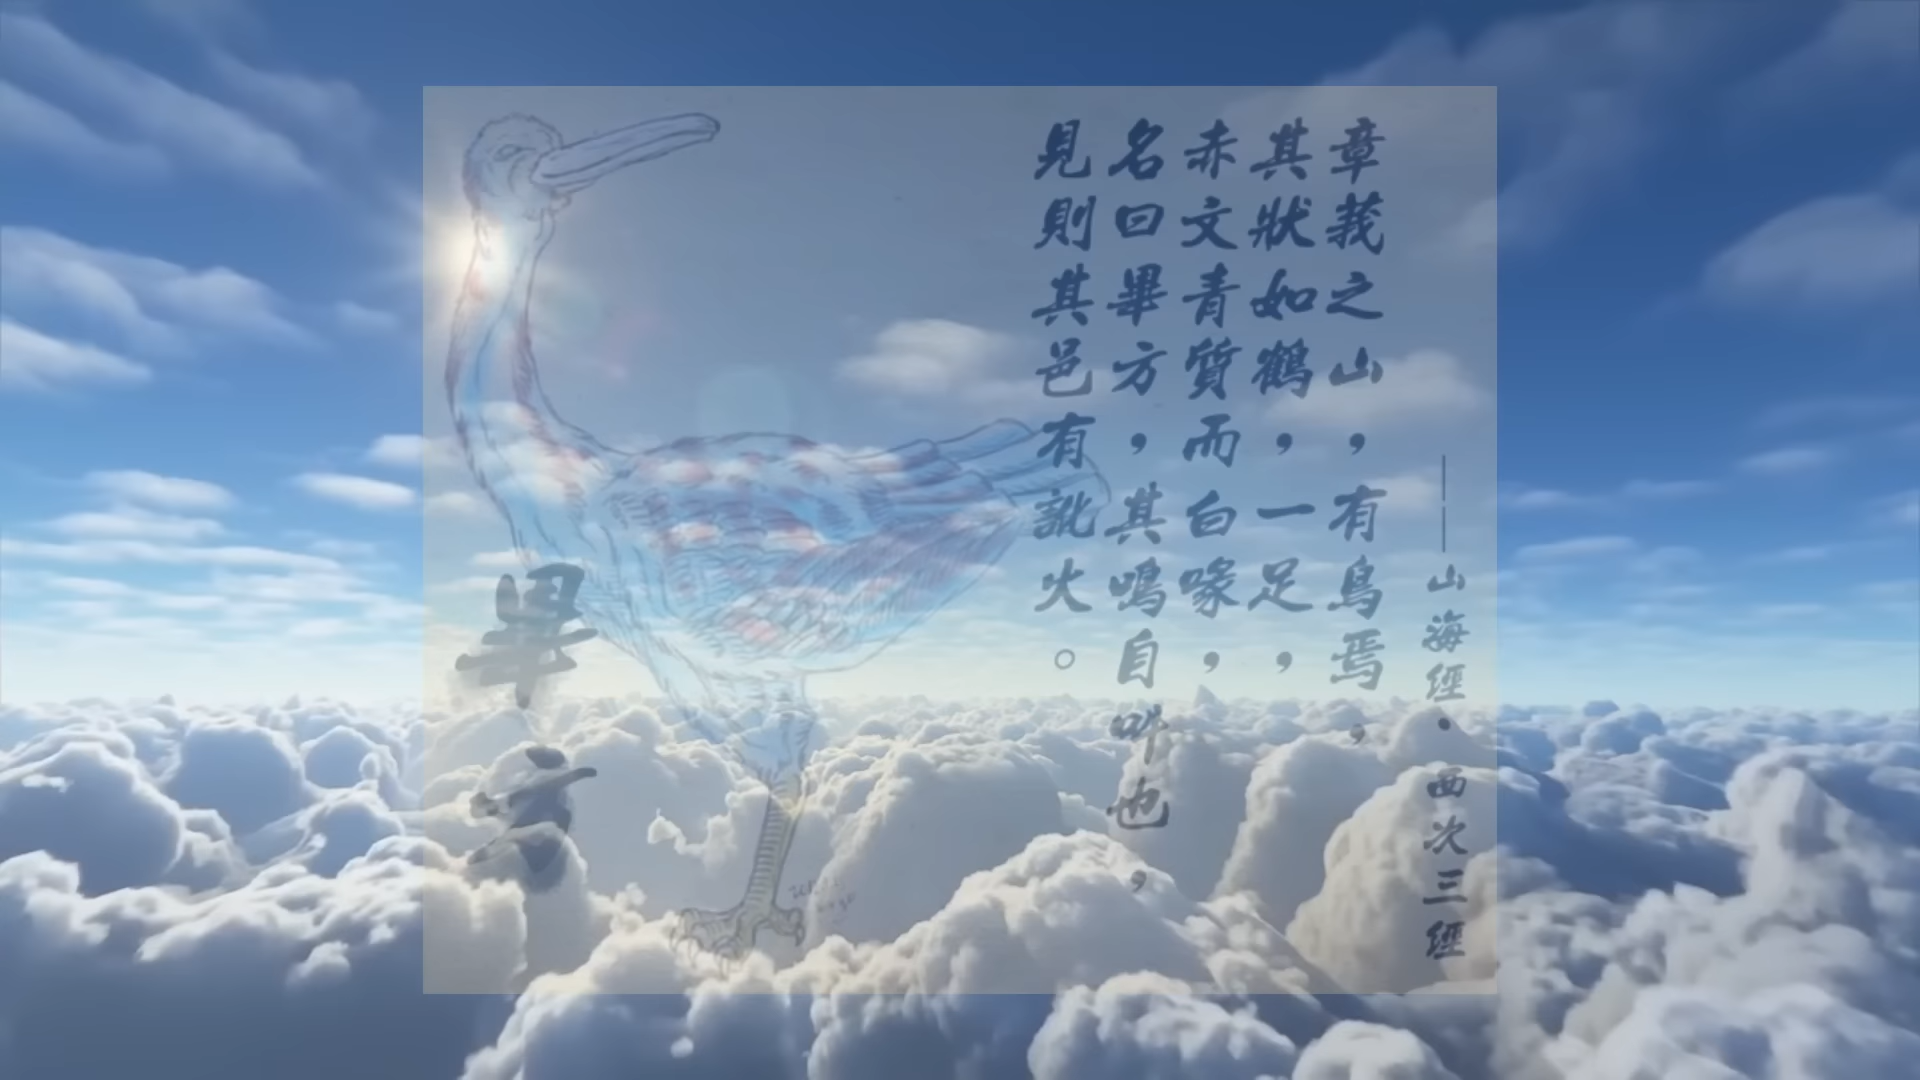 ——山海經·西次三經
章莪之山，有鳥焉，
其狀如鶴，一足，
赤文青質而白喙，
名曰畢方，其鳴自叫也，
見則其邑有訛火。
畢方